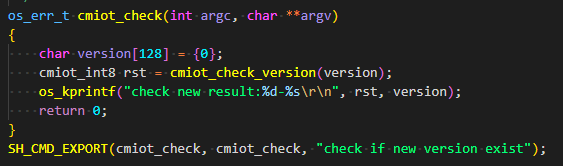 os_err_t cmiot_check(int argc, char **argv)
{
    char version[128] = {0};
    cmiot_int8 rst = cmiot_check_version(version);
    os_kprintf("check new result:%d-%s\r\n", rst, version);
    return 0;
}
SH_CMD_EXPORT(cmiot_check, cmiot_check, "check if new version exist");